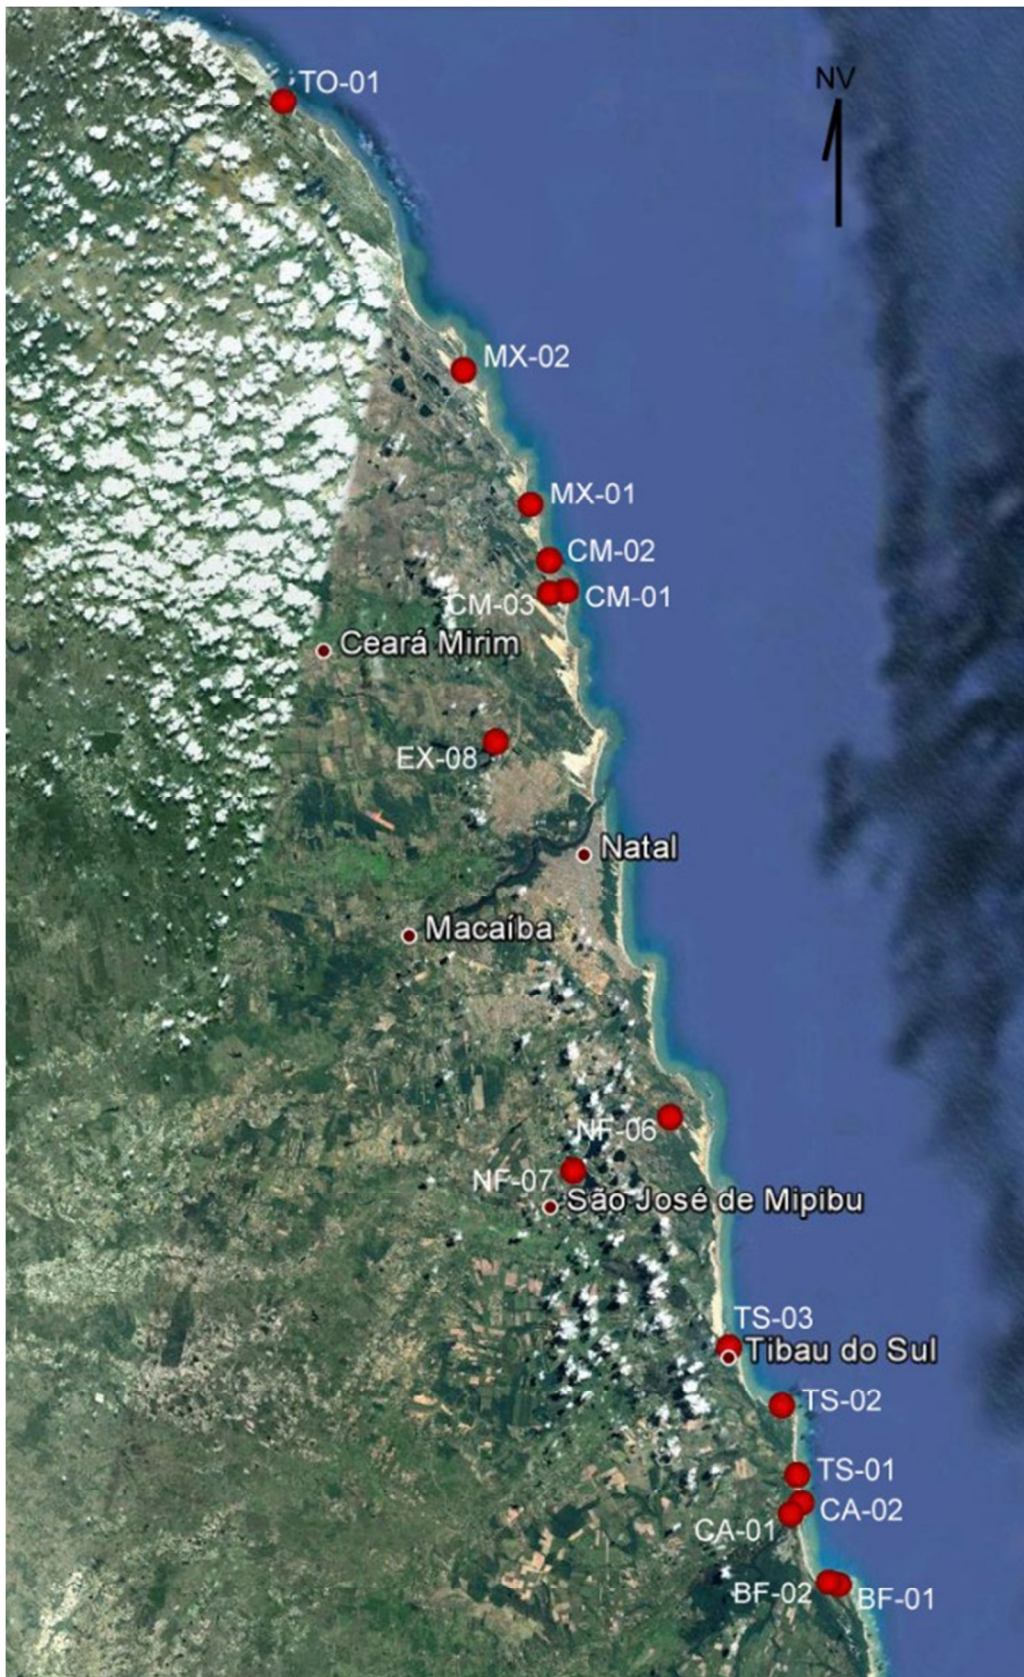 NV
TO-01
MX-02
MX-01
CM-02
CM-03
CM-01
Ceará Mirim
EX-08
Natal
Macaíba
NF-06
NF-07
São José de Mipibu
TS-03
Tibau do Sul
TS-02
TS-01
CA-02
CA-01
BF-02
BF-01